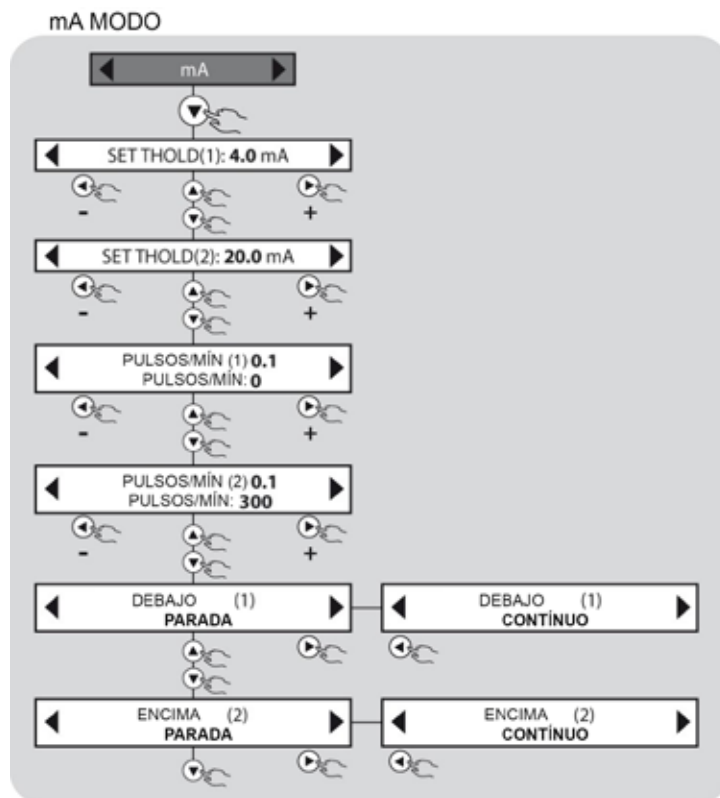 mA MODO
mA
SET THOLD(1): 4.0 mA
- +
SET THOLD(2): 20.0 mA
- +
PULSOS/MÍN (1) 0.1
PULSOS/MÍN: 0
- +
PULSOS/MÍN (2) 0.1
PULSOS/MÍN: 300
- +
DEBAJO (1)
PARADA
DEBAJO (1)
CONTÍNUO
ENCIMA (2)
PARADA
ENCIMA (2)
CONTÍNUO